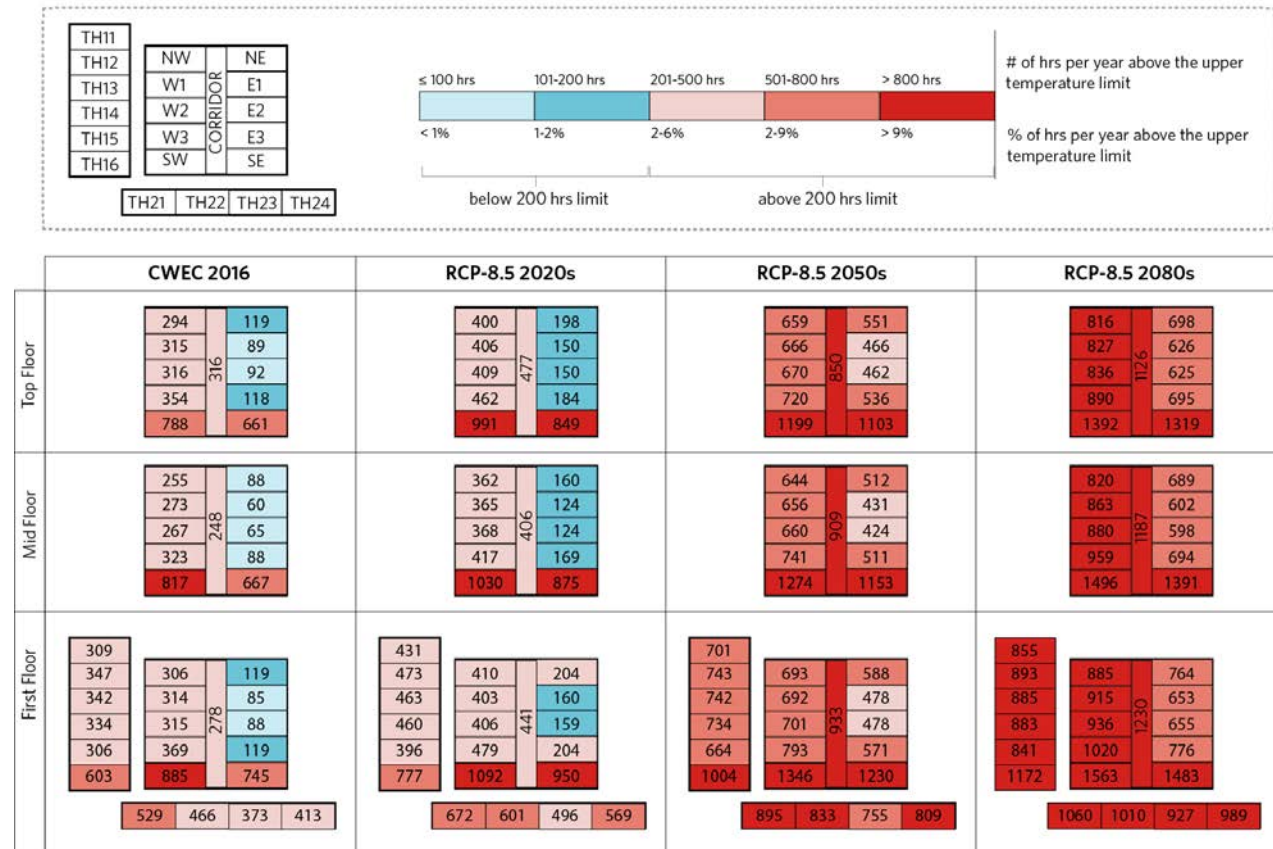 TH11
TH12
TH13
TH14
TH15
TH16
NW
NE
W1
E1
W2
E2
W3
E3
SW
SE
CORRIDOR
TH21 TH22 TH23 TH24
≤ 100 hrs 101-200 hrs 201-500 hrs 501-800 hrs > 800 hrs
< 1% 1-2% 2-6% 2-9% > 9%
below 200 hrs limit above 200 hrs limit
# of hrs per year above the upper
temperature limit
% of hrs per year above the upper
temperature limit
CWEC 2016 RCP-8.5 2020s RCP-8.5 2050s RCP-8.5 2080s
Top Floor
294 119 400 198 659 551 816 698
315 89 406 150 666 466 827 626
316 92 409 150 670 462 836 625
354 118 462 184 720 536 890 695
788 661 991 849 1199 1103 1392 1319
316 477 850 1126
Mid Floor
255 88 362 160 644 512 820 689
273 60 365 124 656 431 863 602
267 65 368 124 660 424 880 598
323 88 417 169 741 511 959 694
817 667 1030 875 1274 1153 1496 1391
248 406 909 1187
First Floor
309 431 701 855
347 306 119 473 410 204 743 693 588 893 885 764
342 314 85 463 403 160 742 692 478 885 915 653
334 315 88 460 406 159 734 701 478 883 936 655
306 369 119 396 479 204 664 793 571 841 1020 776
603 885 745 777 1092 950 1004 1346 1230 1172 1563 1483
278 441 933 1230
529 466 373 413 672 601 496 569 895 833 755 809 1060 1010 927 989